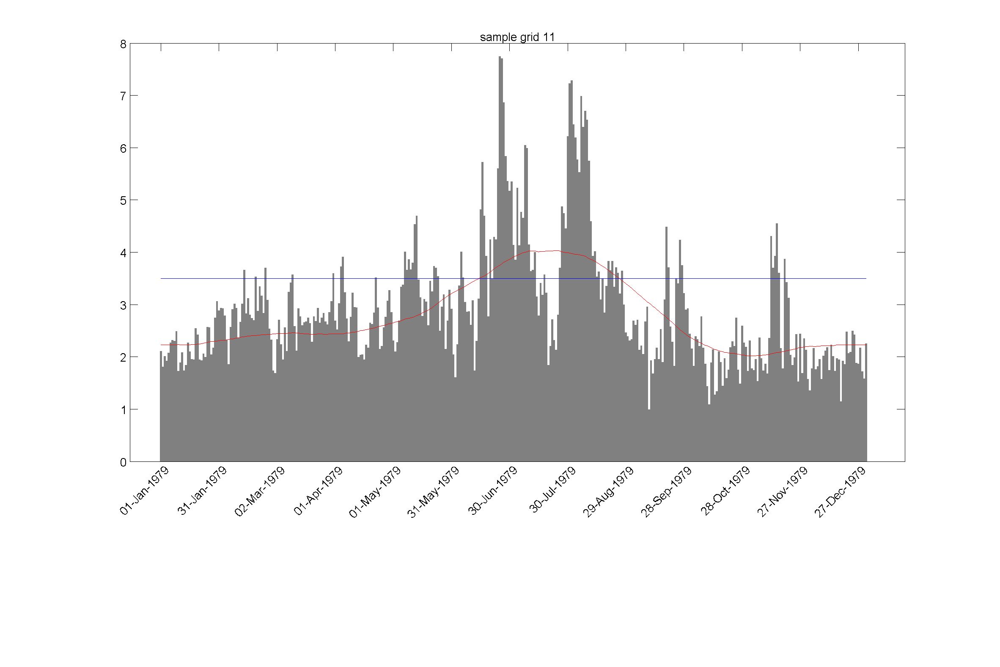 sample grid 11
8
7
6
5
4
3
2
1
0
01-Jan-1979
31-Jan-1979
02-Mar-1979
01-Apr-1979
01-May-1979
31-May-1979
30-Jun-1979
30-Jul-1979
29-Aug-1979
28-Sep-1979
28-Oct-1979
27-Nov-1979
27-Dec-1979